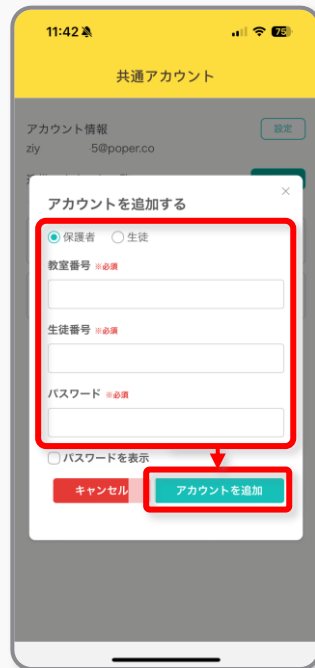 11:42
75
共通アカウント
アカウント情報
設定
ziy 5@poper.co
×
アカウントを追加する
保護者 生徒
教室番号 ※必須
生徒番号 ※必須
パスワード ※必須
パスワードを表示
キャンセル
アカウントを追加